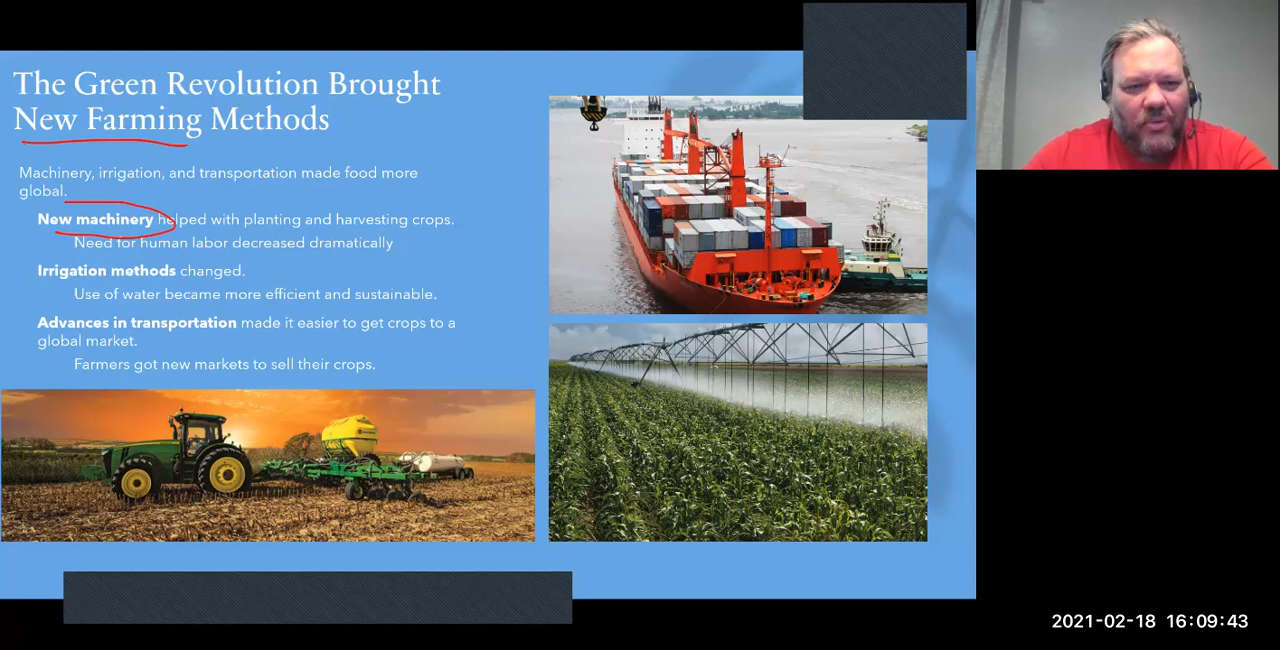 The Green Revolution Brought
New Farming Methods
Machinery, irrigation, and transportation made food more
global.
New machinery helped with planting and harvesting crops.
Need for human labor decreased dramatically
Irrigation methods changed.
Use of water became more efficient and sustainable.
Advances in transportation made it easier to get crops to a
global market.
Farmers got new markets to sell their crops.
2021-02-18 16:09:43